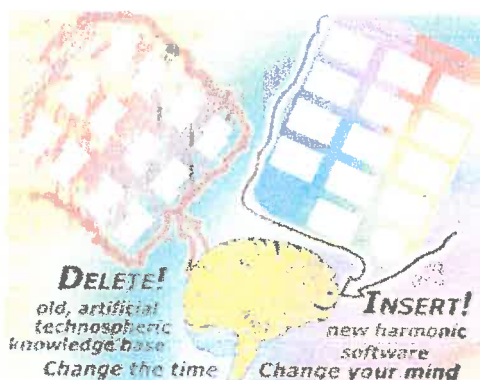 DELETE!
old, artificial
technospheric
knowledge base
Change the time
INSERT!
new harmonic
software
Change your mind